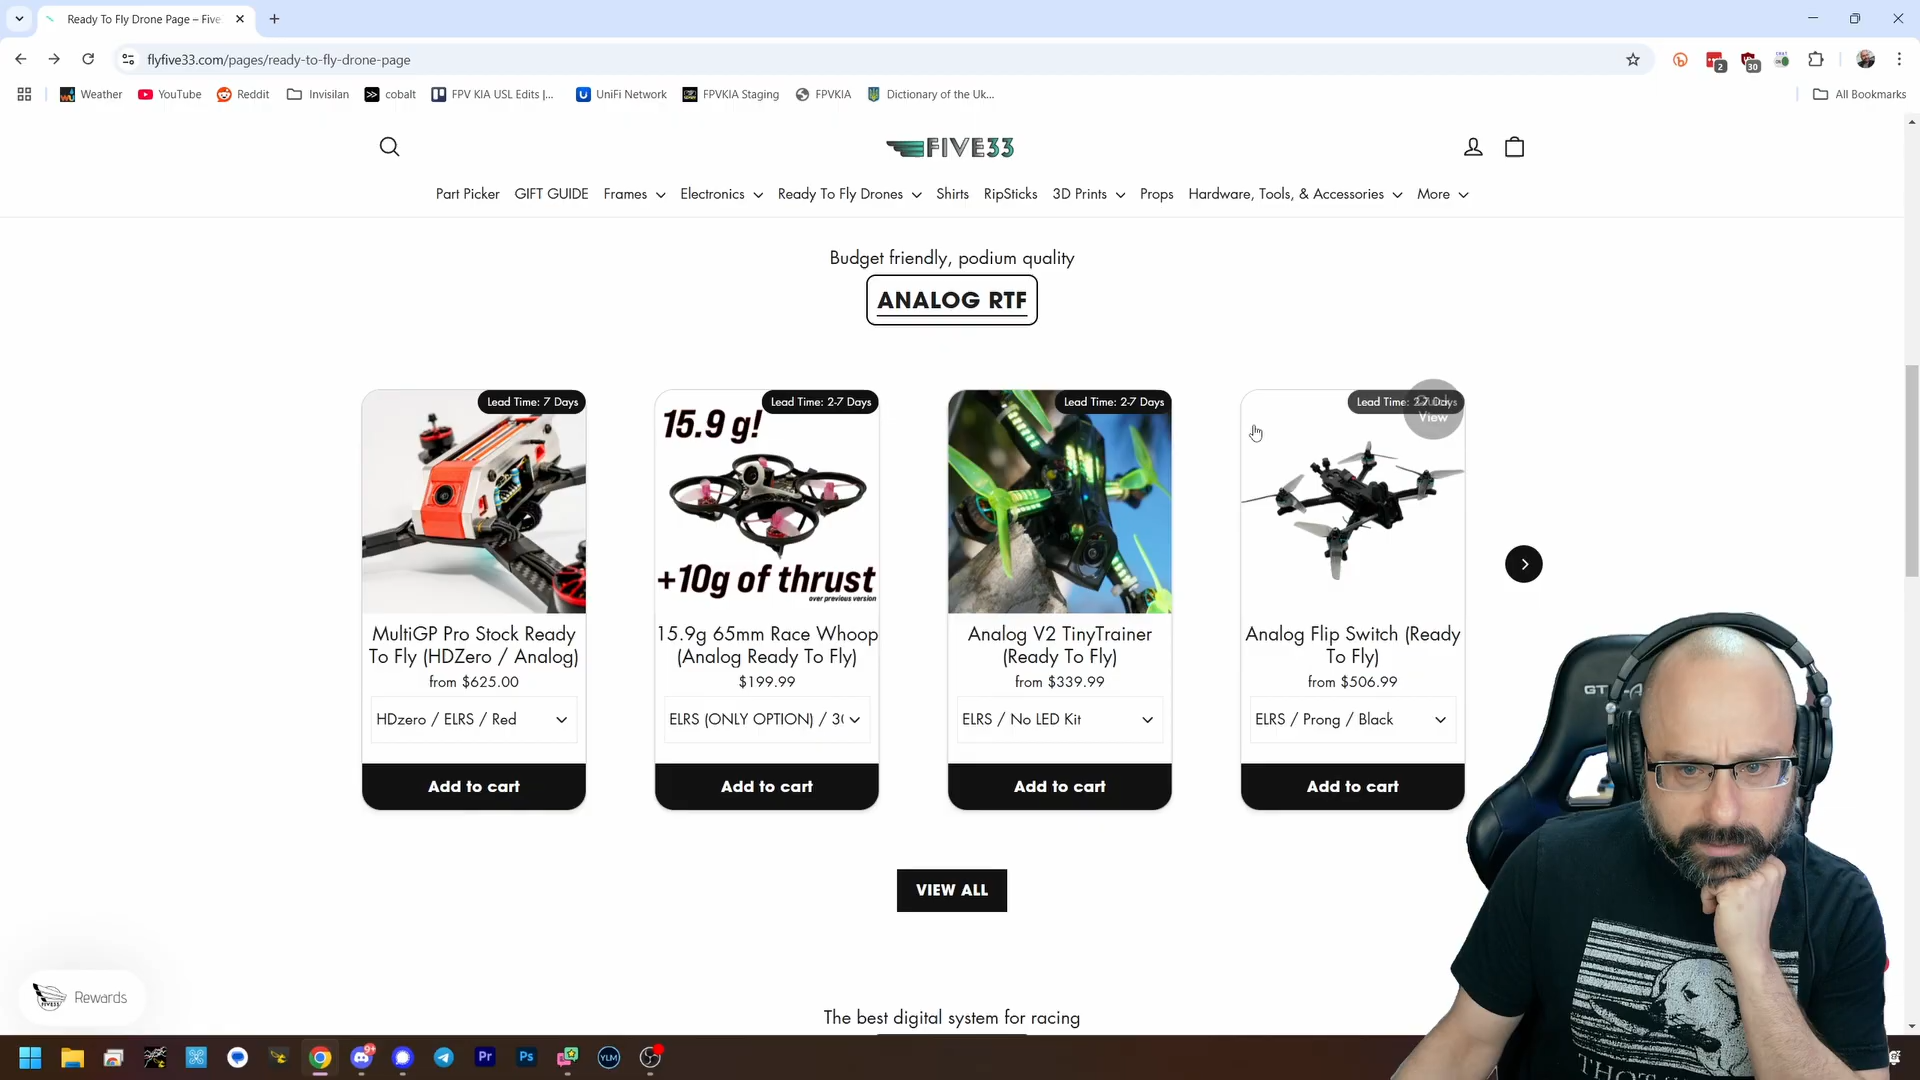 Ready To Fly Drone Page – Five
flyfive33.com/pages/ready-to-fly-drone-page
2
30
Weather
YouTube
Reddit
Invisilan
cobalt
FPV KIA USL Edits |...
UniFi Network
FPVKIA Staging
FPVKIA
Dictionary of the Uk...
All Bookmarks
FIVE33
Part Picker
GIFT GUIDE
Frames
Electronics
Ready To Fly Drones
Shirts
RipSticks
3D Prints
Props
Hardware, Tools, & Accessories
More
Budget friendly, podium quality
ANALOG RTF
Lead Time: 7 Days
Lead Time: 2-7 Days
Lead Time: 2-7 Days
Lead Time: 2-7 Days
View
15.9 g!
+10g of thrust
over previous version
MultiGP Pro Stock Ready
To Fly (HDZero / Analog)
from $625.00
HDzero / ELRS / Red
Add to cart
15.9g 65mm Race Whoop
(Analog Ready To Fly)
$199.99
ELRS (ONLY OPTION) / 30
Add to cart
Analog V2 TinyTrainer
(Ready To Fly)
from $339.99
ELRS / No LED Kit
Add to cart
Analog Flip Switch (Ready
To Fly)
from $506.99
ELRS / Prong / Black
Add to cart
VIEW ALL
The best digital system for racing
FIVE33
Rewards
9+
Pr
Ps
YLM